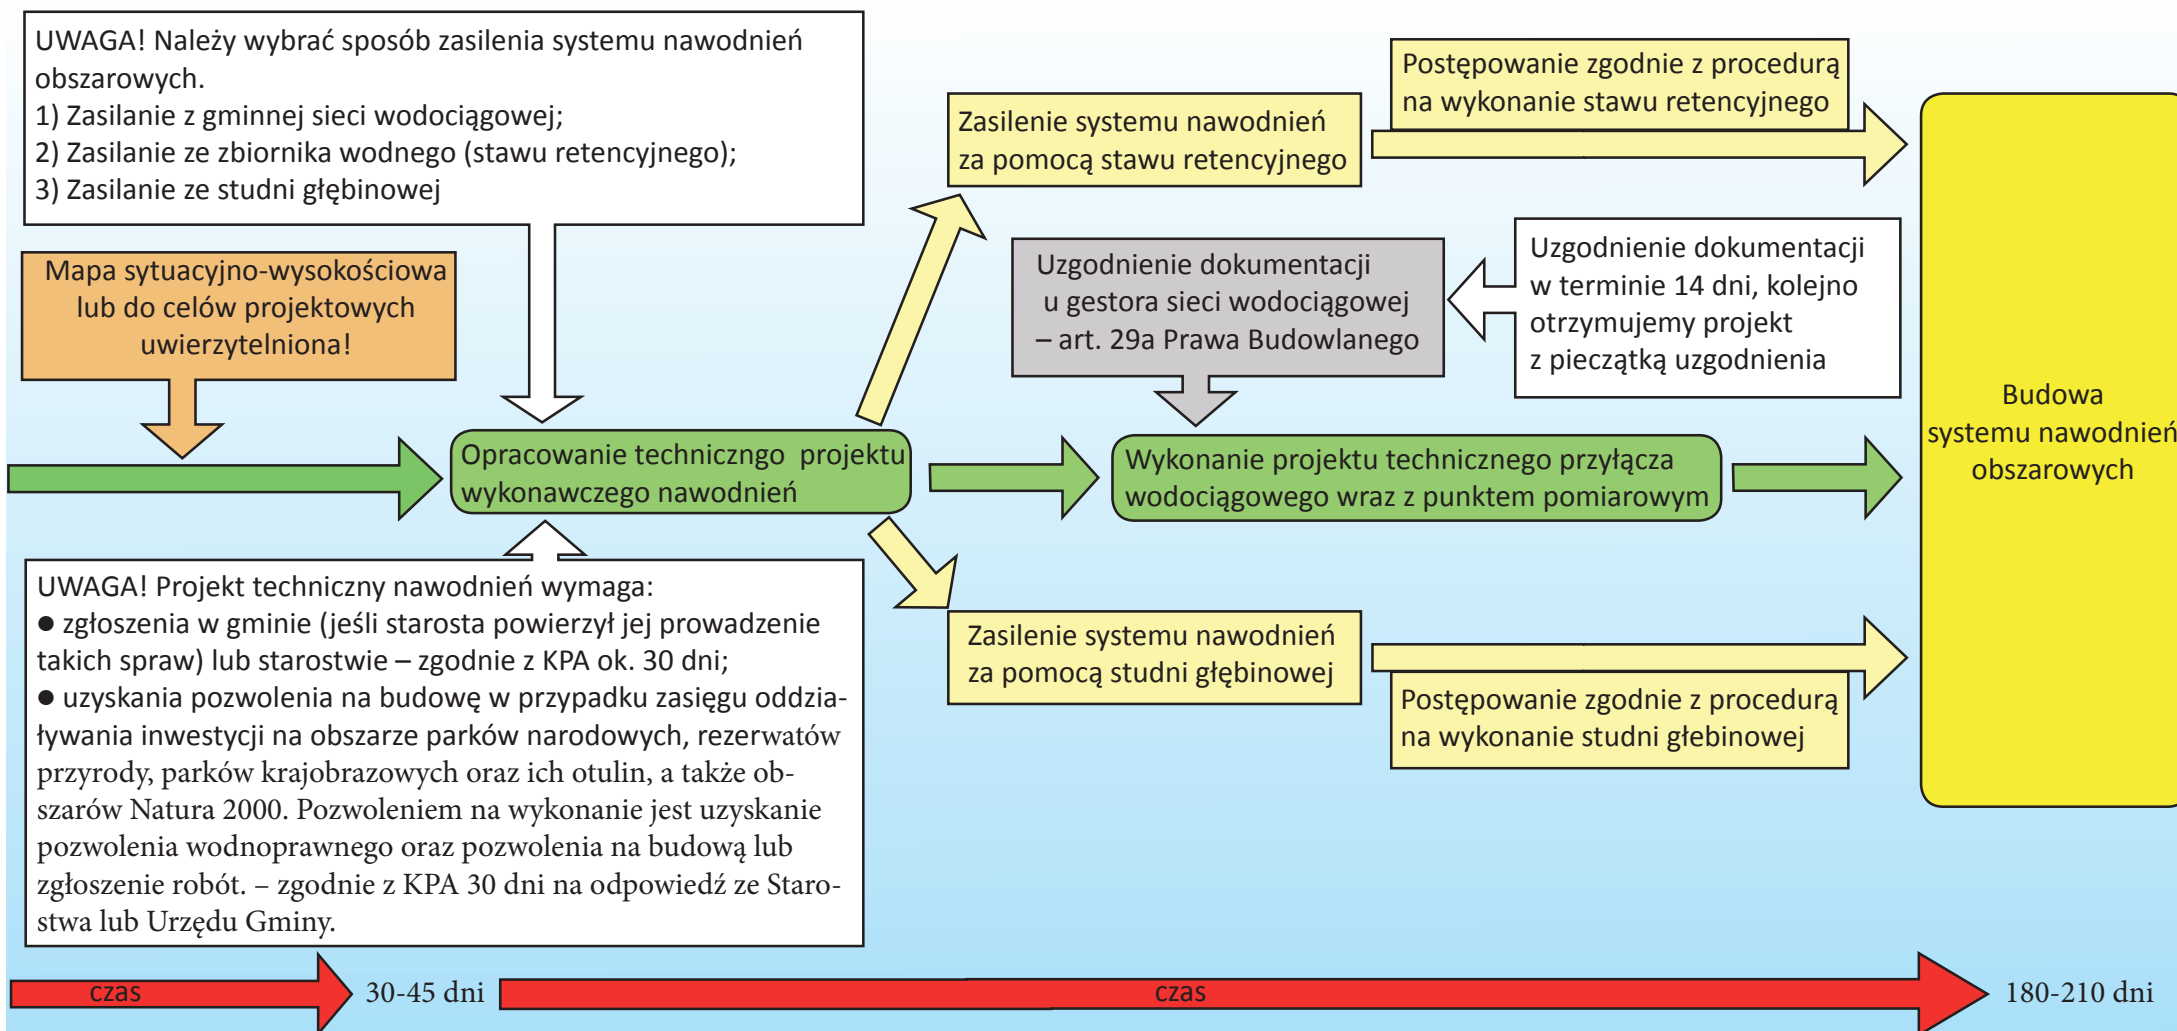 UWAGA! Należy wybrać sposób zasilenia systemu nawodnień
obszarowych.
1) Zasilanie z gminnej sieci wodociągowej;
2) Zasilanie ze zbiornika wodnego (stawu retencyjnego);
3) Zasilanie ze studni głębinowej
Mapa sytuacyjno-wysokościowa
lub do celów projektowych
uwierzytelniona!
Opracowanie techniczngo projektu
wykonawczego nawodnień
UWAGA! Projekt techniczny nawodnień wymaga:
● zgłoszenia w gminie (jeśli starosta powierzył jej prowadzenie
takich spraw) lub starostwie – zgodnie z KPA ok. 30 dni;
● uzyskania pozwolenia na budowę w przypadku zasięgu oddzia-
ływania inwestycji na obszarze parków narodowych, rezerwatów
przyrody, parków krajobrazowych oraz ich otulin, a także ob-
szarów Natura 2000. Pozwoleniem na wykonanie jest uzyskanie
pozwolenia wodnoprawnego oraz pozwolenia na budową lub
zgłoszenie robót. – zgodnie z KPA 30 dni na odpowiedź ze Staro-
stwa lub Urzędu Gminy.
Zasilenie systemu nawodnień
za pomocą stawu retencyjnego
Postępowanie zgodnie z procedurą
na wykonanie stawu retencyjnego
Uzgodnienie dokumentacji
u gestora sieci wodociągowej
– art. 29a Prawa Budowlanego
Uzgodnienie dokumentacji
w terminie 14 dni, kolejno
otrzymujemy projekt
z pieczątką uzgodnienia
Wykonanie projektu technicznego przyłącza
wodociągowego wraz z punktem pomiarowym
Zasilenie systemu nawodnień
za pomocą studni głębinowej
Postępowanie zgodnie z procedurą
na wykonanie studni głebinowej
Budowa
systemu nawodnień
obszarowych
czas
30-45 dni
czas
180-210 dni